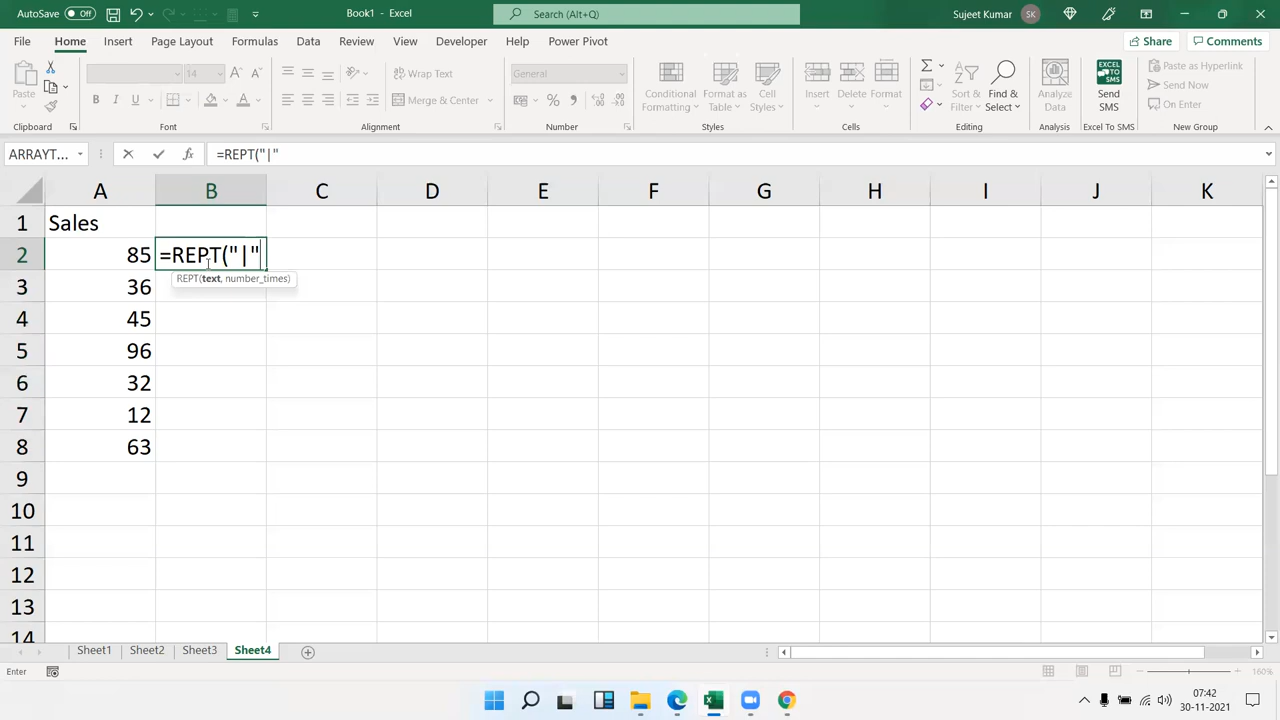 AutoSave Off
Book1 - Excel
Search (Alt+Q)
Sujeet Kumar SK
File Home Insert Page Layout Formulas Data Review View Developer Help Power Pivot
Share Comments
Paste
General
Wrap Text
Merge & Center
Conditional Formatting
Format as Table
Cell Styles
Insert Delete Format
Sort & Filter
Find & Select
Analyze Data
Send SMS
Paste as Hyperlink
Send Now
On Enter
Clipboard Font Alignment Number Styles Cells Editing Analysis Excel To SMS New Group
ARRAYT... =REPT("|"
A B C D E F G H I J K
1 Sales
2 85 =REPT("|"
REPT(text, number_times)
3 36
4 45
5 96
6 32
7 12
8 63
9
10
11
12
13
14
Sheet1 Sheet2 Sheet3 Sheet4
Enter 160%
07:42
30-11-2021